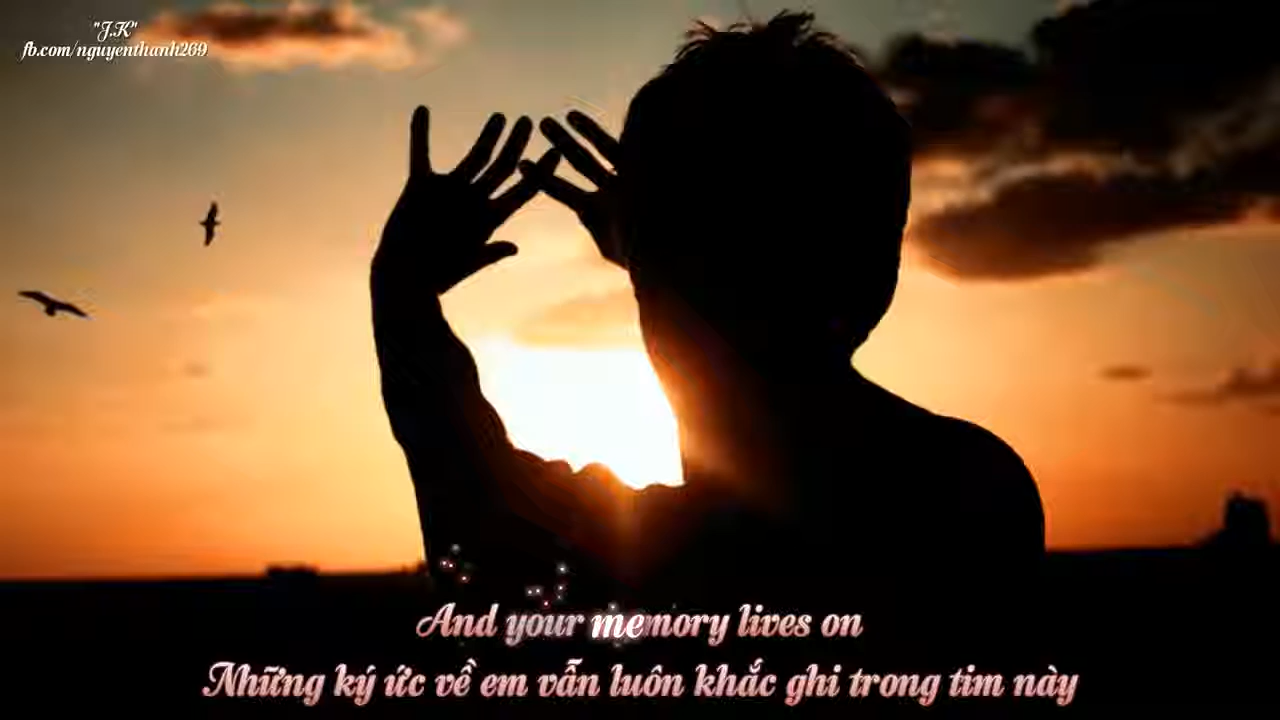 "J.K"
fb.com/nguyenthanh269
And your memory lives on
Những ký ức về em vẫn luôn khắc ghi trong tim này